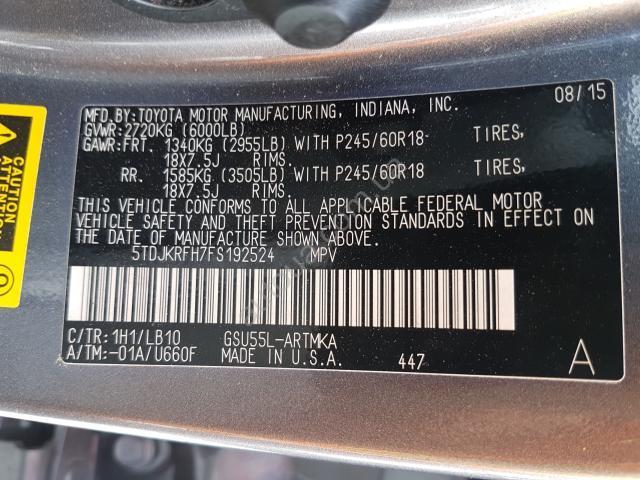 MFD.BY:TOYOTA MOTOR MANUFACTURING, INDIANA, INC. 08/15
GVWR:2720KG (6000LB)
GAWR:FRT. 1340KG (2955LB) WITH P245/60R18 TIRES,
18X7.5J RIMS.
RR. 1585KG (3505LB) WITH P245/60R18 TIRES,
18X7.5J RIMS.
THIS VEHICLE CONFORMS TO ALL APPLICABLE FEDERAL MOTOR
VEHICLE SAFETY AND THEFT PREVENTION STANDARDS IN EFFECT ON
THE DATE OF MANUFACTURE SHOWN ABOVE.
5TDJKRFH7FS192524 MPV
C/TR:1H1/LB10 GSU55L-ARTMKA
A/TM:-01A/U660F MADE IN U.S.A. 447 A
ATTENTION